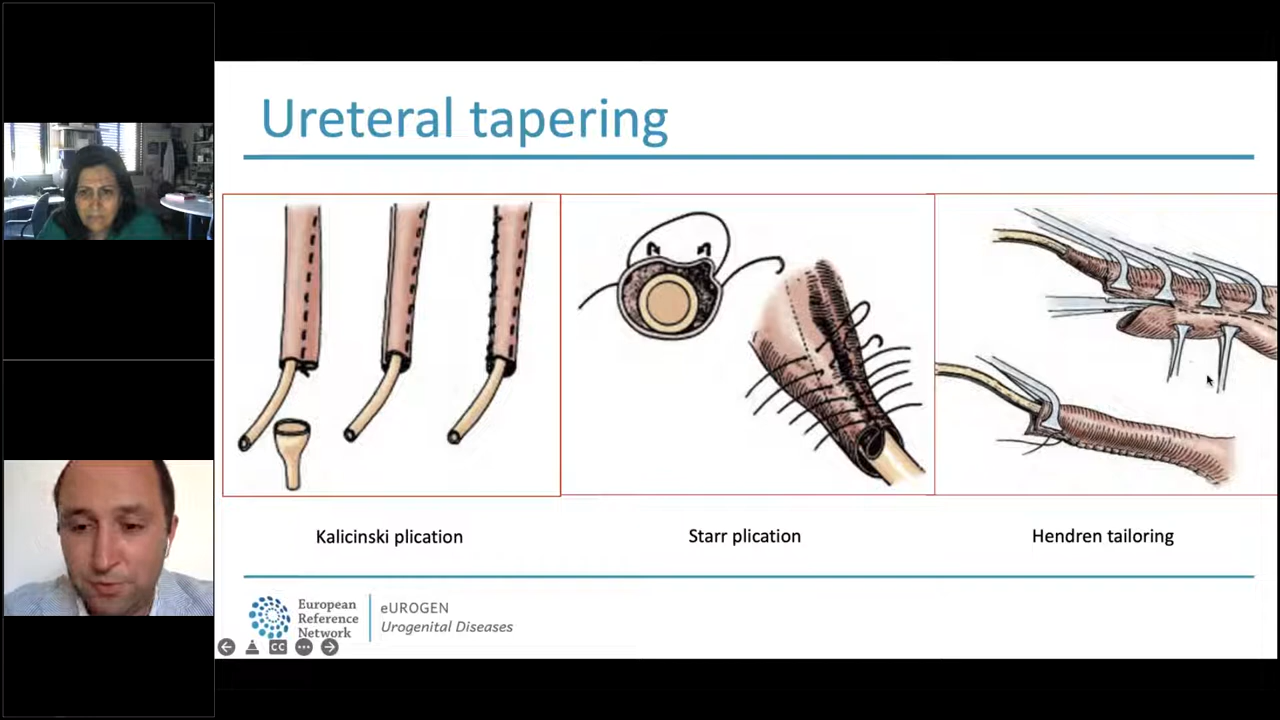 Ureteral tapering
Kalicinski plication
Starr plication
Hendren tailoring
European
Reference
Network
eUROGEN
Urogenital Diseases
CC